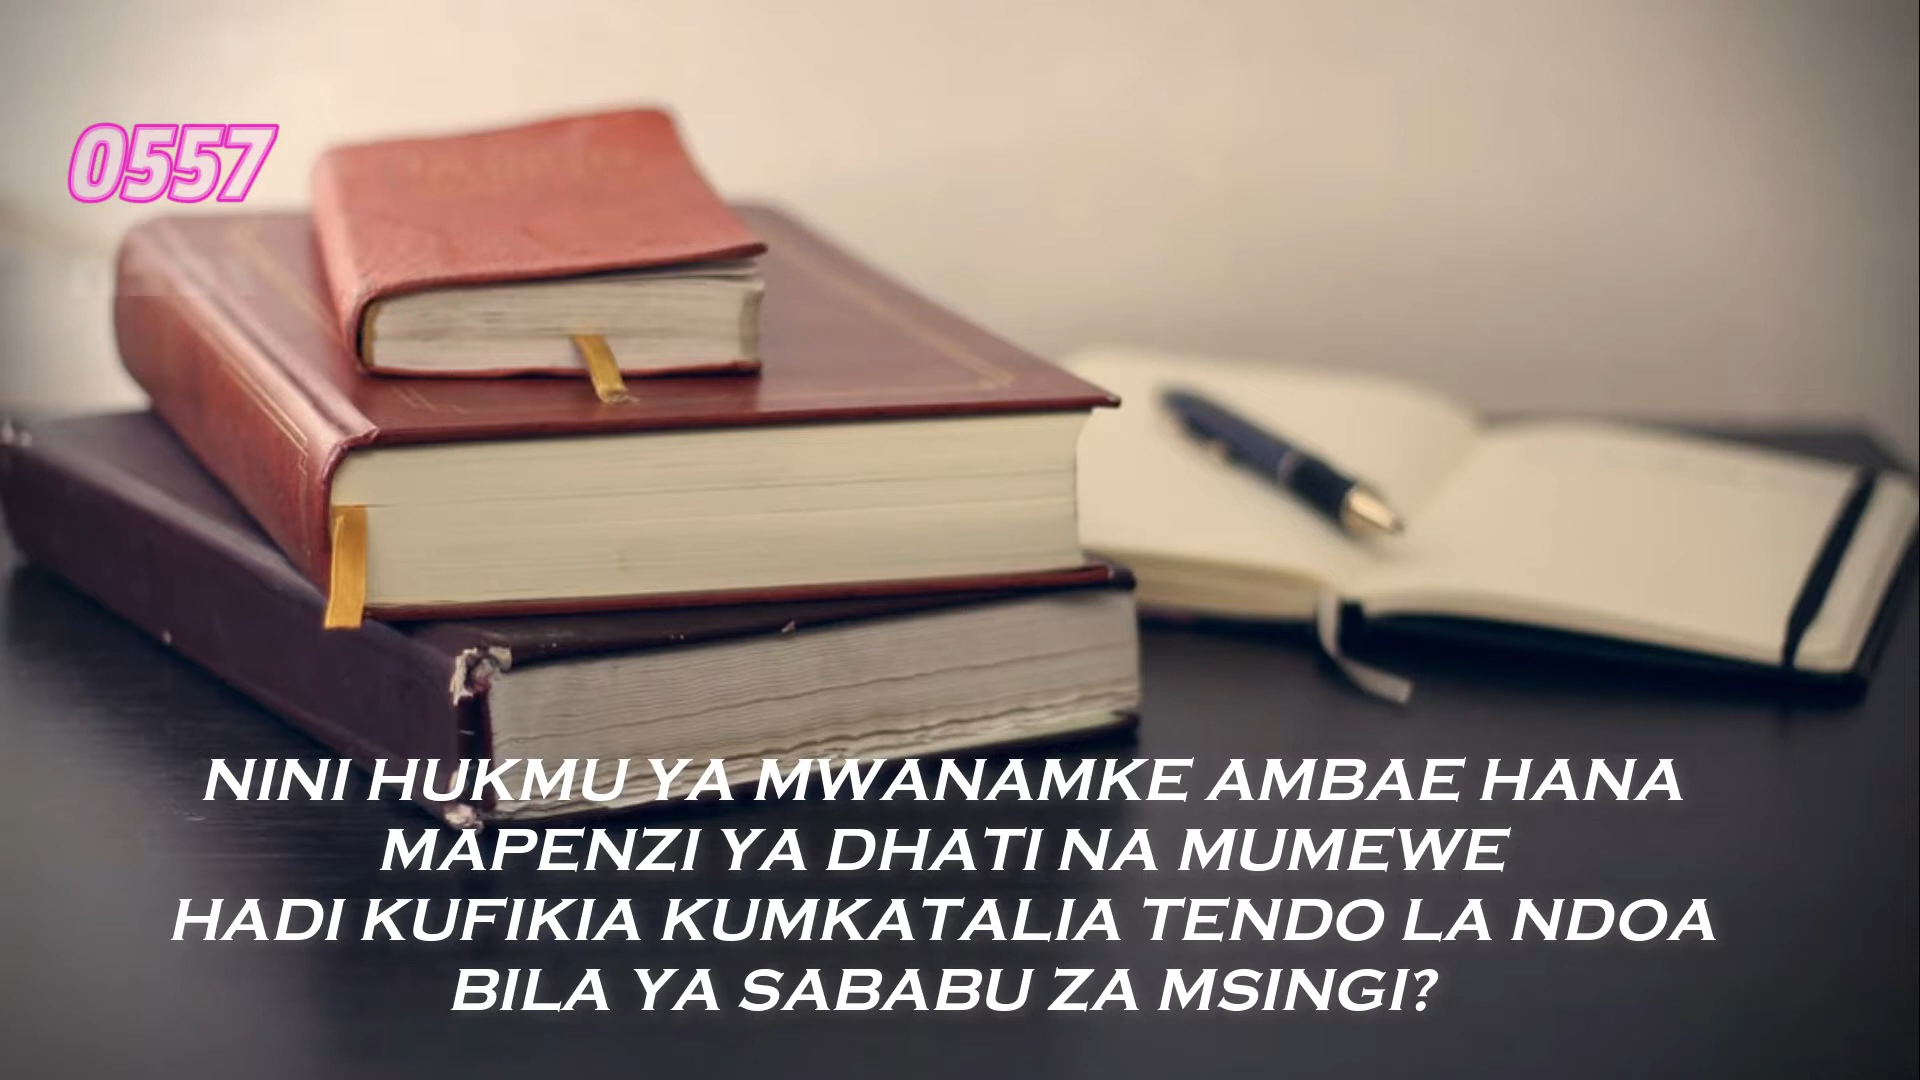 0557
NINI HUKMU YA MWANAMKE AMBAE HANA
MAPENZI YA DHATI NA MUMEWE
HADI KUFIKIA KUMKATALIA TENDO LA NDOA
BILA YA SABABU ZA MSINGI?